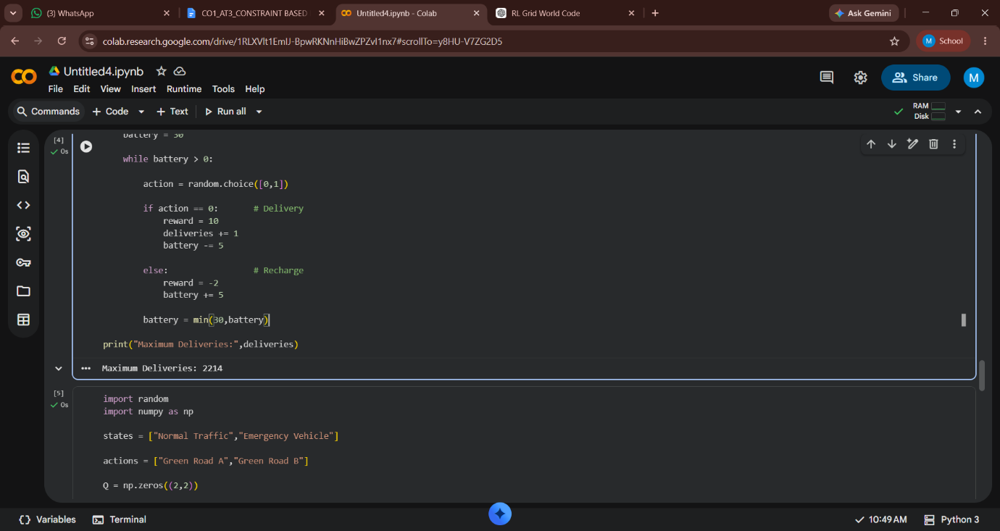 (3) WhatsApp
CO1_AT3_CONSTRAINT BASED
Untitled4.ipynb - Colab
RL Grid World Code
Ask Gemini
colab.research.google.com/drive/1RLXVlt1EmIJ-BpwRKNnHiBwZPZvI1nx7#scrollTo=y8HU-V7ZG2D5
M School
Untitled4.ipynb
File Edit View Insert Runtime Tools Help
Share
M
Commands + Code + Text Run all
RAM
Disk
[4]
0s
battery = 30
while battery > 0:
action = random.choice([0,1])
if action == 0: # Delivery
reward = 10
deliveries += 1
battery -= 5
else: # Recharge
reward = -2
battery += 5
battery = min(30,battery)
print("Maximum Deliveries:",deliveries)
Maximum Deliveries: 2214
[5]
0s
import random
import numpy as np
states = ["Normal Traffic","Emergency Vehicle"]
actions = ["Green Road A","Green Road B"]
Q = np.zeros((2,2))
Variables Terminal
10:49 AM Python 3